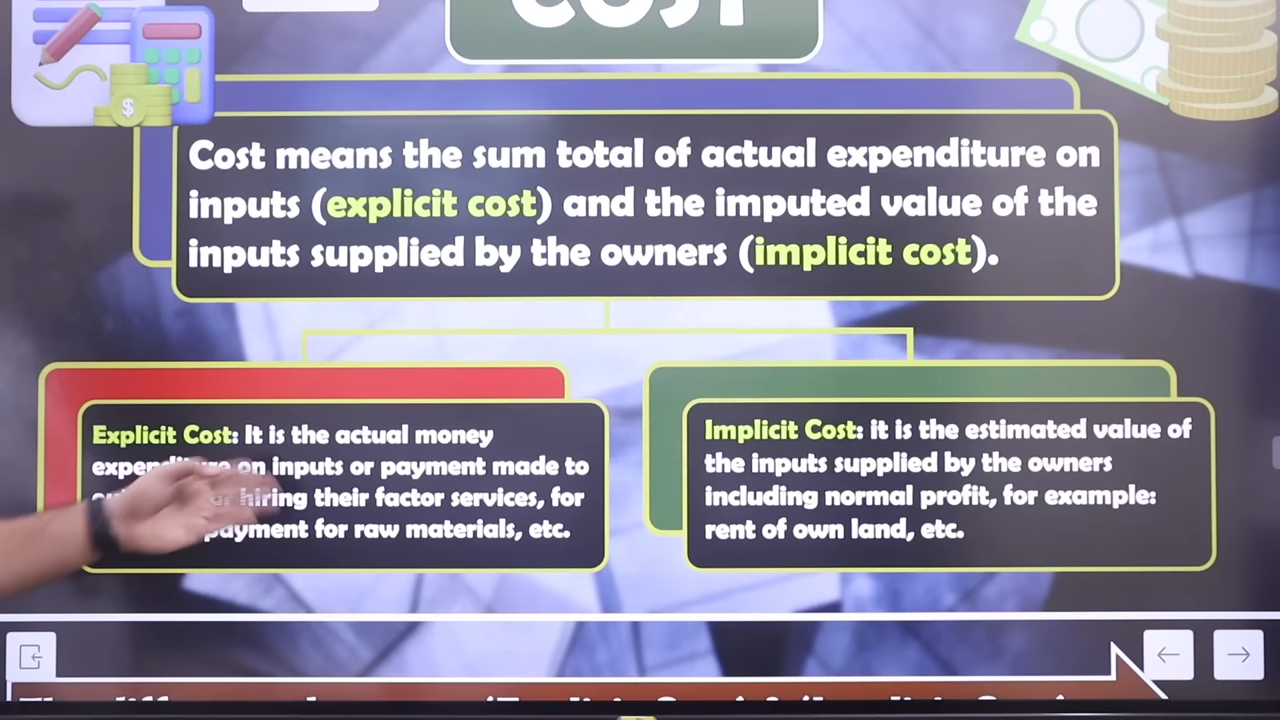 COST
Cost means the sum total of actual expenditure on
inputs (explicit cost) and the imputed value of the
inputs supplied by the owners (implicit cost).
Explicit Cost: It is the actual money
on inputs or payment made to
hiring their factor services, for
payment for raw materials, etc.
Implicit Cost: it is the estimated value of
the inputs supplied by the owners
including normal profit, for example:
rent of own land, etc.